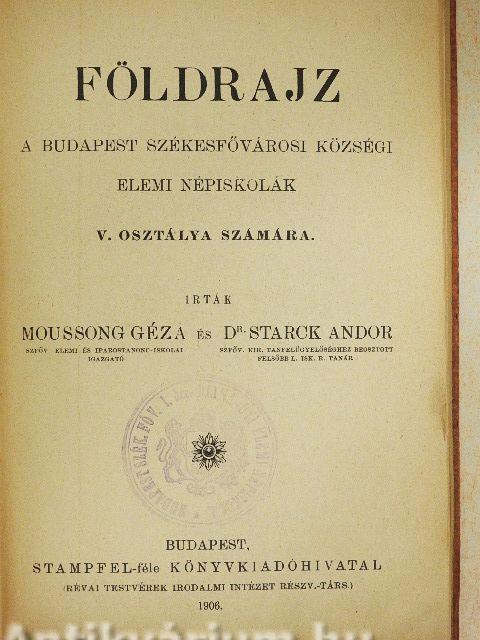 FÖLDRAJZ
A BUDAPEST SZÉKESFŐVÁROSI KÖZSÉGI
ELEMI NÉPISKOLÁK
V. OSZTÁLYA SZÁMÁRA.
IRTÁK
MOUSSONG GÉZA ÉS DR. STARCK ANDOR
SZFŐV. ELEMI ÉS IPAROSTANONC-ISKOLAI
IGAZGATÓ
SZFŐV. KIR. TANFELÜGYELŐSÉGHEZ BEOSZTOTT
FELSŐBB L. ISK. R. TANÁR
BUDAPEST,
STAMPFEL-féle KÖNYVKIADÓHIVATAL
(RÉVAI TESTVÉREK IRODALMI INTÉZET RÉSZV.-TÁRS.)
1906.
Antikvárium.hu